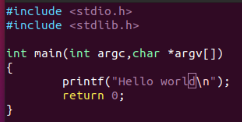 #include <stdio.h>
#include <stdlib.h>

int main(int argc,char *argv[])
{
        printf("Hello world\n");
        return 0;
}